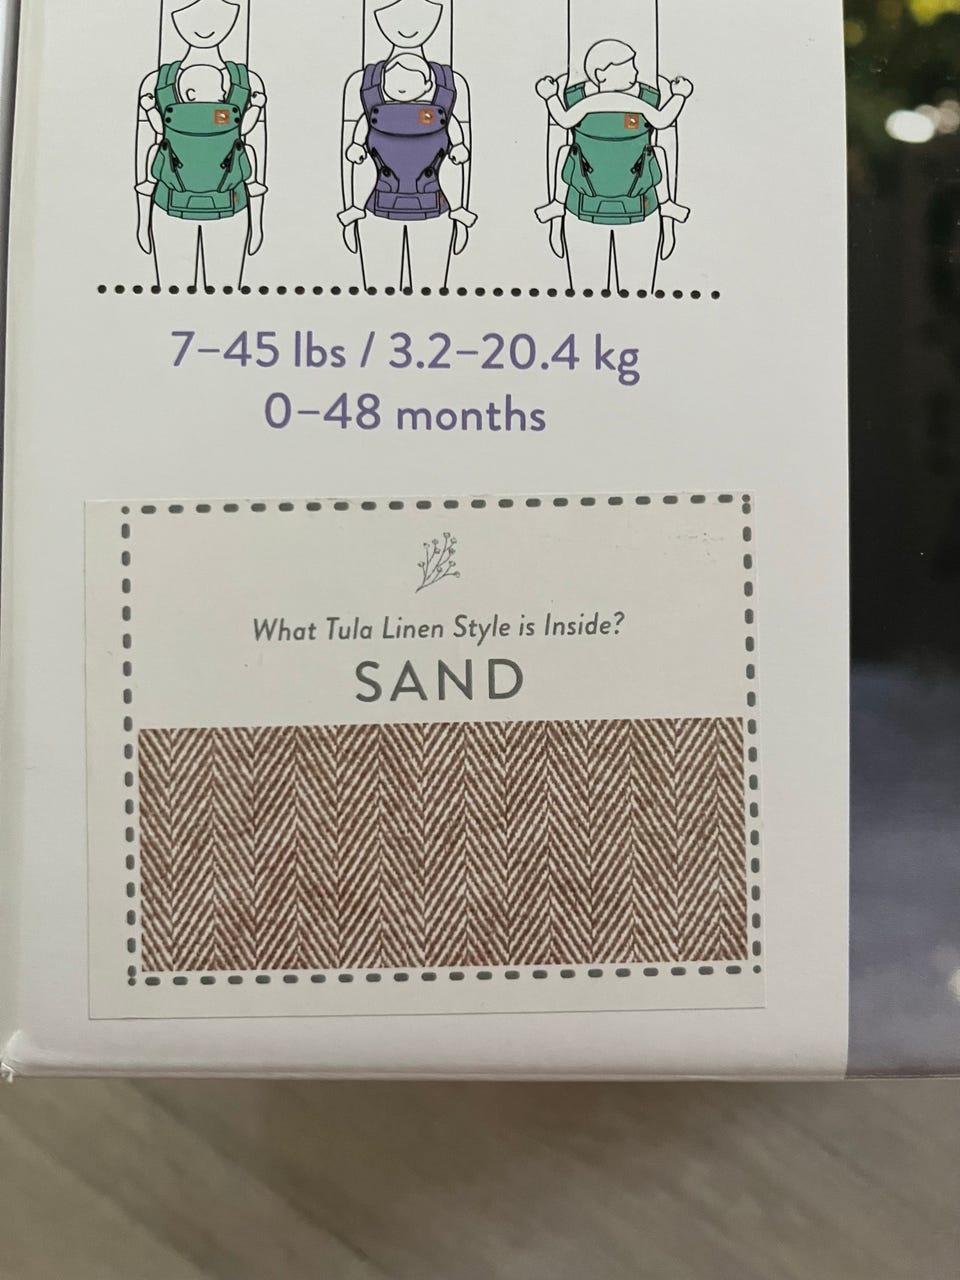 7–45 lbs / 3.2–20.4 kg
0–48 months
What Tula Linen Style is Inside?
SAND